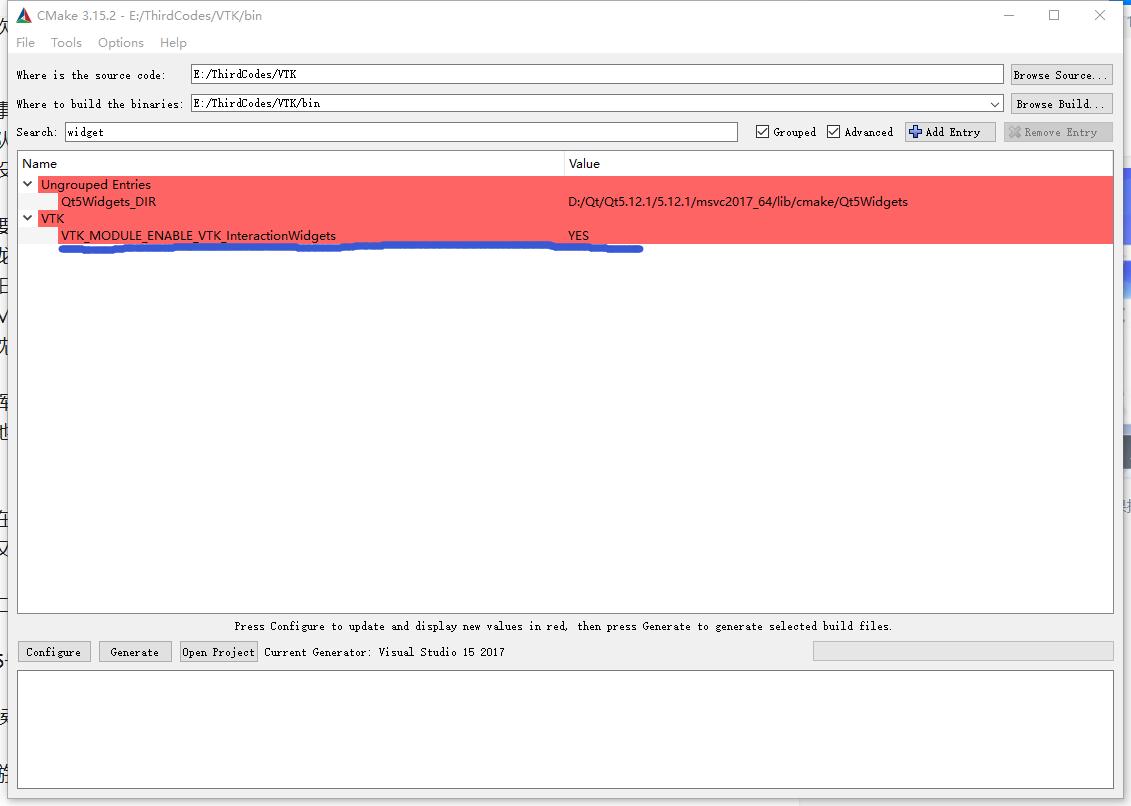 CMake 3.15.2 - E:/ThirdCodes/VTK/bin
File Tools Options Help
Where is the source code: E:/ThirdCodes/VTK Browse Source...
Where to build the binaries: E:/ThirdCodes/VTK/bin Browse Build...
Search: widget Grouped Advanced Add Entry Remove Entry
Name Value
Ungrouped Entries
Qt5Widgets_DIR D:/Qt/Qt5.12.1/5.12.1/msvc2017_64/lib/cmake/Qt5Widgets
VTK
VTK_MODULE_ENABLE_VTK_InteractionWidgets YES
Press Configure to update and display new values in red, then press Generate to generate selected build files.
Configure Generate Open Project Current Generator: Visual Studio 15 2017